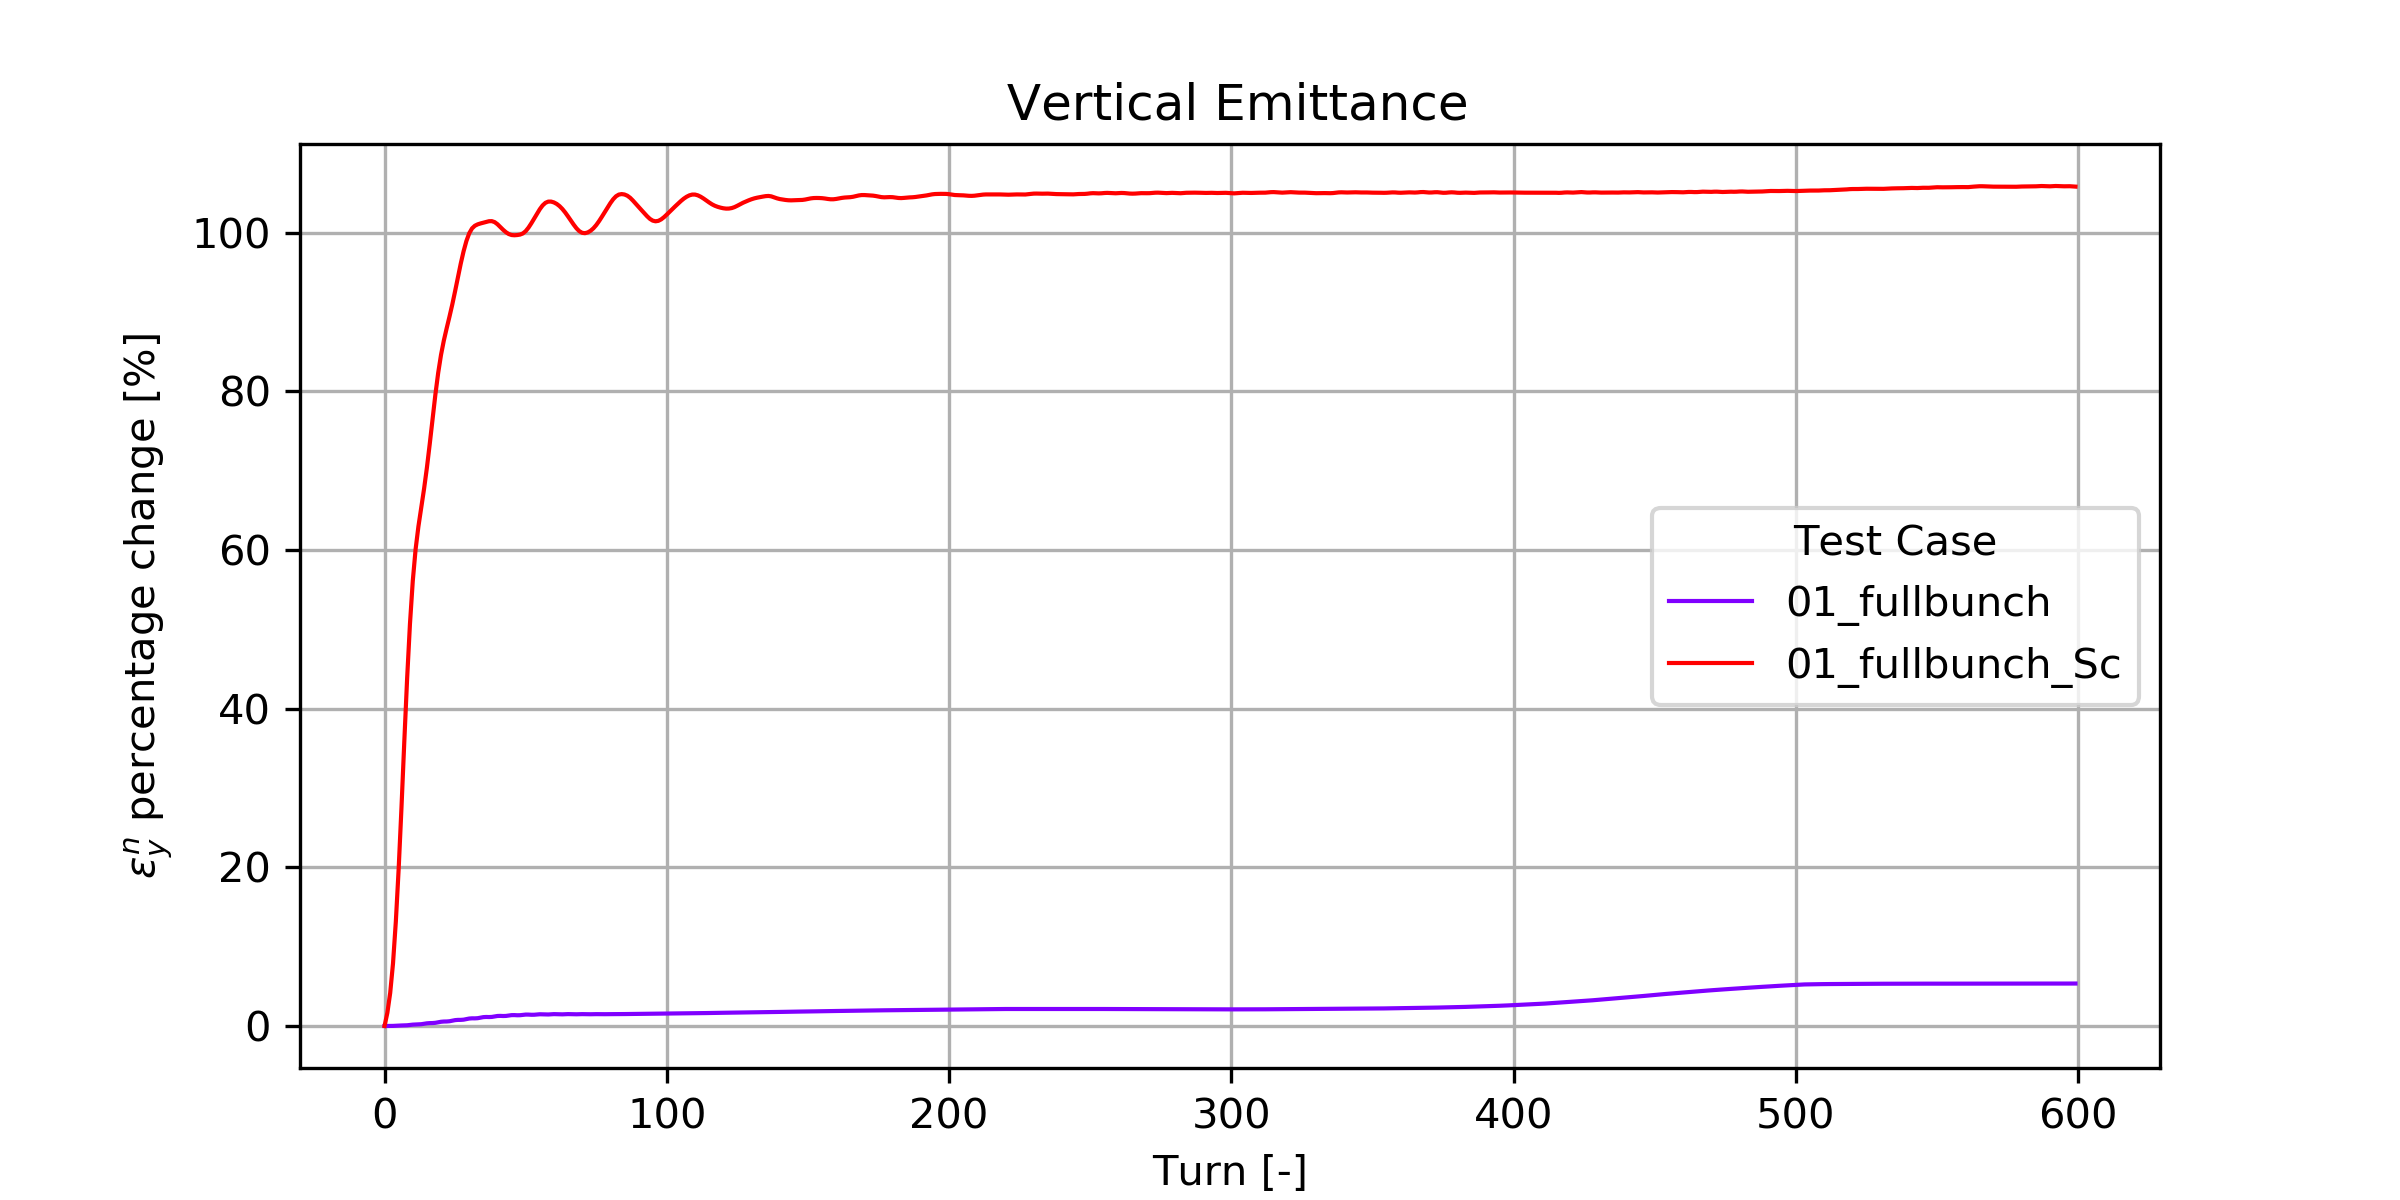 Vertical Emittance
εₙʸ percentage change [%]
100
80
60
40
20
0
0 100 200 300 400 500 600
Turn [-]
Test Case
01_fullbunch
01_fullbunch_Sc